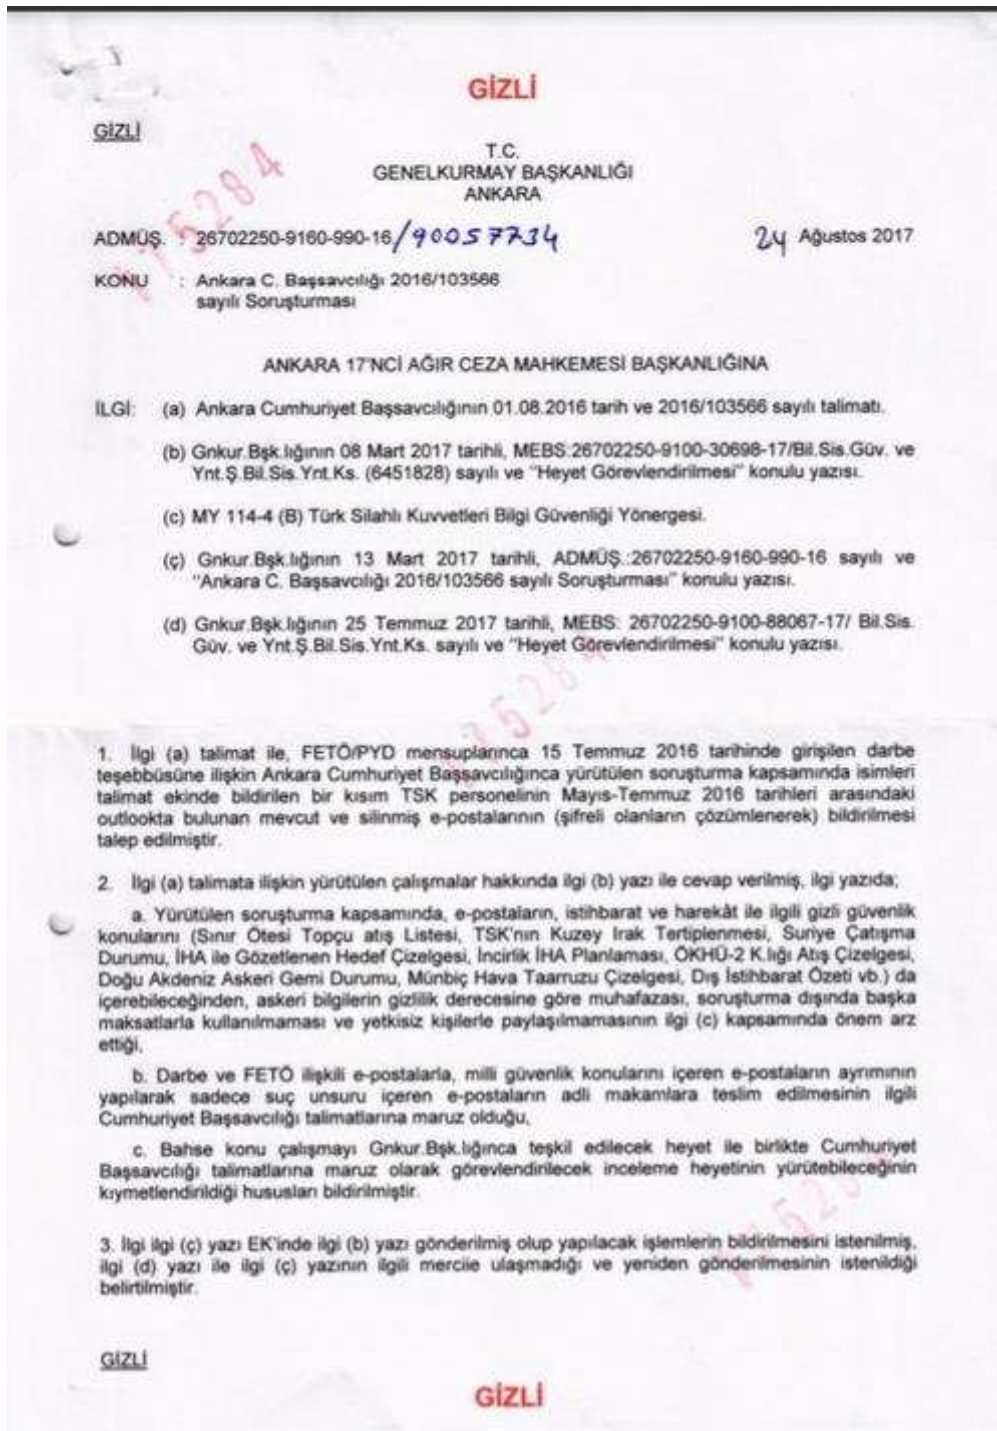 GİZLİ
GİZLİ
T.C.
GENELKURMAY BAŞKANLIĞI
ANKARA
ADMÜŞ. : 26702250-9160-990-16/90057734 24 Ağustos 2017
KONU : Ankara C. Başsavcılığı 2016/103566
sayılı Soruşturması
ANKARA 17'NCİ AĞIR CEZA MAHKEMESİ BAŞKANLIĞINA
İLGİ: (a) Ankara Cumhuriyet Başsavcılığının 01.08.2016 tarih ve 2016/103566 sayılı talimatı.
(b) Gnkur.Bşk.lığının 08 Mart 2017 tarihli, MEBS:26702250-9100-30698-17/Bil.Sis.Güv. ve
Ynt.Ş.Bil.Sis.Ynt.Ks. (6451828) sayılı ve "Heyet Görevlendirilmesi" konulu yazısı.
(c) MY 114-4 (B) Türk Silahlı Kuvvetleri Bilgi Güvenliği Yönergesi.
(ç) Gnkur.Bşk.lığının 13 Mart 2017 tarihli, ADMÜŞ.:26702250-9160-990-16 sayılı ve
"Ankara C. Başsavcılığı 2016/103566 sayılı Soruşturması" konulu yazısı.
(d) Gnkur.Bşk.lığının 25 Temmuz 2017 tarihli, MEBS: 26702250-9100-88067-17/ Bil.Sis.
Güv. ve Ynt.Ş.Bil.Sis.Ynt.Ks. sayılı ve "Heyet Görevlendirilmesi" konulu yazısı.
1. İlgi (a) talimat ile, FETÖ/PYD mensuplarınca 15 Temmuz 2016 tarihinde girişilen darbe
teşebbüsüne ilişkin Ankara Cumhuriyet Başsavcılığınca yürütülen soruşturma kapsamında isimleri
talimat ekinde bildirilen bir kısım TSK personelinin Mayıs-Temmuz 2016 tarihleri arasındaki
outlookta bulunan mevcut ve silinmiş e-postalarının (şifreli olanların çözümlenerek) bildirilmesi
talep edilmiştir.
2. İlgi (a) talimata ilişkin yürütülen çalışmalar hakkında ilgi (b) yazı ile cevap verilmiş, ilgi yazıda;
a. Yürütülen soruşturma kapsamında, e-postaların, istihbarat ve harekât ile ilgili gizli güvenlik
konularını (Sınır Ötesi Topçu atış Listesi, TSK'nın Kuzey Irak Tertiplenmesi, Suriye Çatışma
Durumu, İHA ile Gözetlenen Hedef Çizelgesi, İncirlik İHA Planlaması, ÖKHÜ-2 K.lığı Atış Çizelgesi,
Doğu Akdeniz Askeri Gemi Durumu, Münbiç Hava Taarruzu Çizelgesi, Dış İstihbarat Özeti vb.) da
içerebileceğinden, askeri bilgilerin gizlilik derecesine göre muhafazası, soruşturma dışında başka
maksatlarla kullanılmaması ve yetkisiz kişilerle paylaşılmamasının ilgi (c) kapsamında önem arz
ettiği,
b. Darbe ve FETÖ ilişkili e-postalarla, milli güvenlik konularını içeren e-postaların ayrımının
yapılarak sadece suç unsuru içeren e-postaların adli makamlara teslim edilmesinin ilgili
Cumhuriyet Başsavcılığı talimatlarına maruz olduğu,
c. Bahse konu çalışmayı Gnkur.Bşk.lığınca teşkil edilecek heyet ile birlikte Cumhuriyet
Başsavcılığı talimatlarına maruz olarak görevlendirilecek inceleme heyetinin yürütebileceğinin
kıymetlendirildiği hususları bildirilmiştir.
3. İlgi ilgi (ç) yazı EK'inde ilgi (b) yazı gönderilmiş olup yapılacak işlemlerin bildirilmesini istenilmiş,
ilgi (d) yazı ile ilgi (ç) yazının ilgili mercile ulaşmadığı ve yeniden gönderilmesinin istenildiği
belirtilmiştir.
GİZLİ
GİZLİ